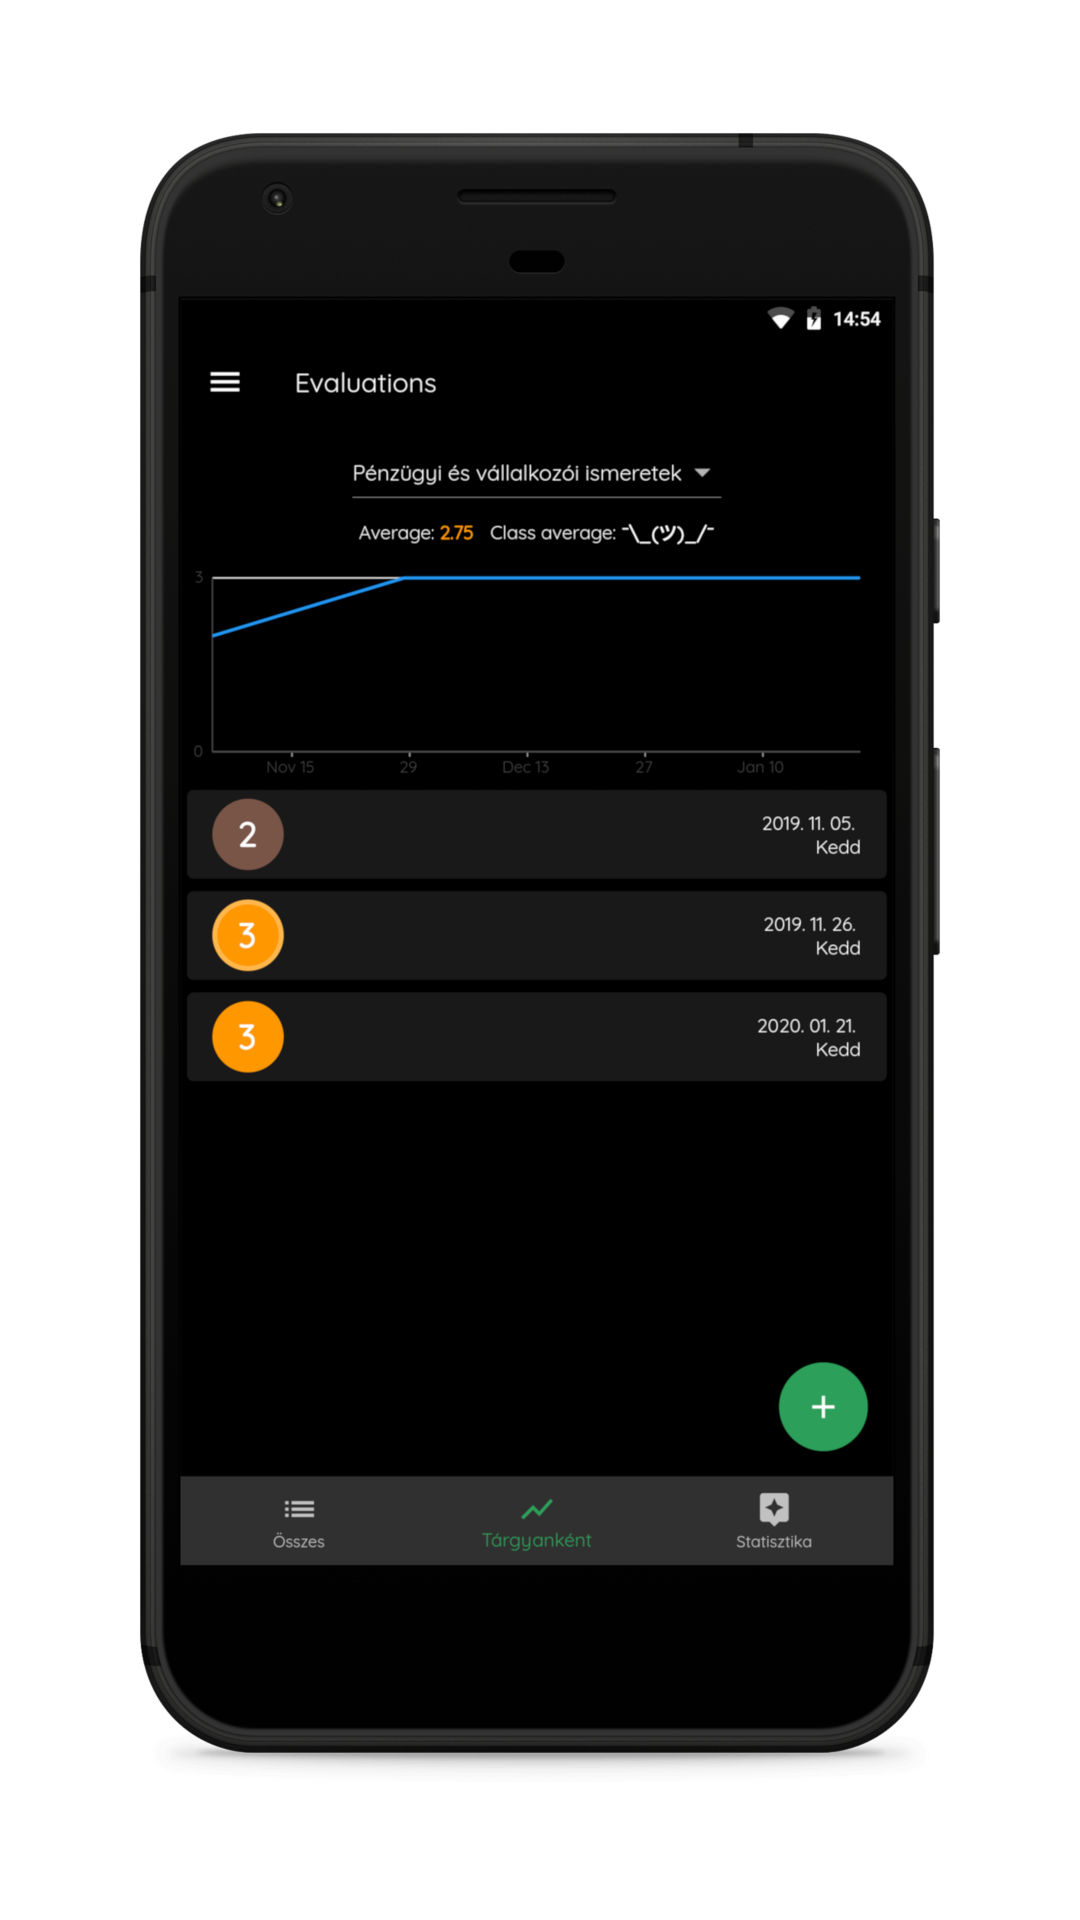 14:54
Evaluations
Pénzügyi és vállalkozói ismeretek
Average: 2.75 Class average: ¯\_(ツ)_/¯
3
0
Nov 15 29 Dec 13 27 Jan 10
2 2019. 11. 05.
Kedd
3 2019. 11. 26.
Kedd
3 2020. 01. 21.
Kedd
+
Összes Tárgyanként Statisztika